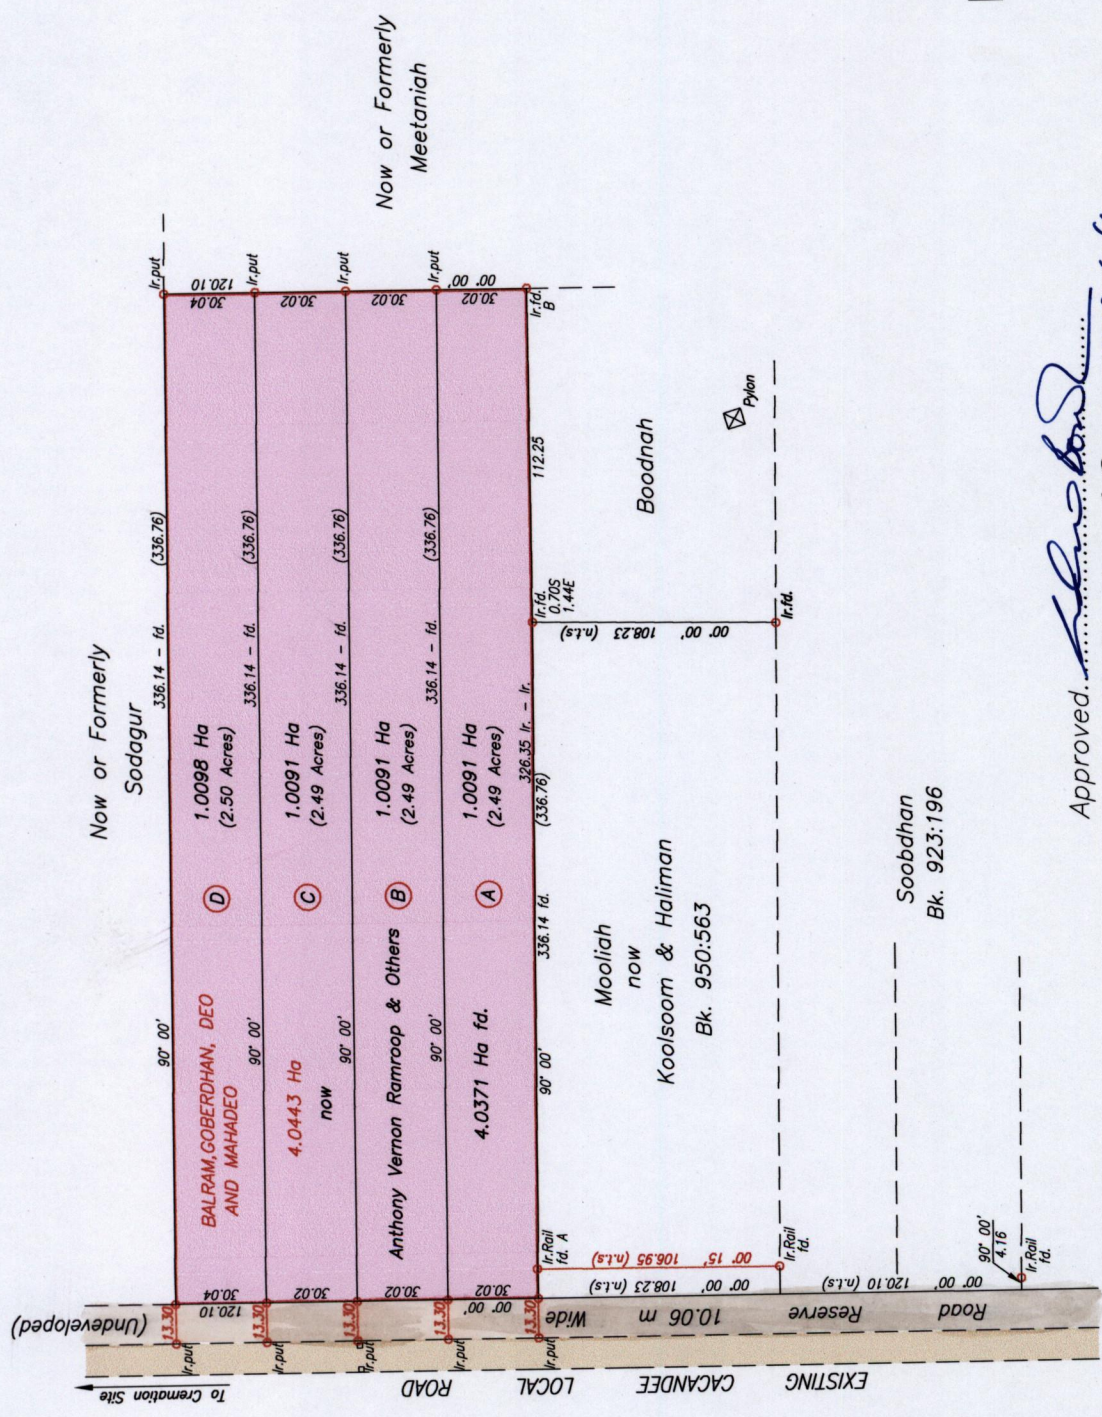 Now or Formerly
Sodagur
Now or Formerly
Meetaniah
90° 00'
336.14 - fd.
(336.76)
Ir.put
BALRAM,GOBERDHAN, DEO
AND MAHADEO
D
1.0098 Ha
(2.50 Acres)
30.04
120.10
30.04
120.10
90° 00'
336.14 - fd.
(336.76)
Ir.put
4.0443 Ha
now
C
1.0091 Ha
(2.49 Acres)
30.02
30.02
90° 00'
336.14 - fd.
(336.76)
Ir.put
Anthony Vernon Ramroop & Others
B
1.0091 Ha
(2.49 Acres)
30.02
30.02
90° 00'
336.14 - fd.
(336.76)
Ir.put
4.0371 Ha fd.
A
1.0091 Ha
(2.49 Acres)
30.02
00° 00'
30.02
00° 00'
Ir.Rail
fd. A
90° 00'
336.14 fd.
(336.76)
326.35 Ir. - Ir.
Ir.fd.
0.70S
1.44E
112.25
Ir.fd.
B
13.30
13.30
13.30
13.30
13.30
Ir.put
Ir.put
Ir.put
Ir.put
Ir.put
(Undeveloped)
To Cremation Site
EXISTING CACANDEE LOCAL ROAD
Road Reserve 10.06 m Wide
00° 15' 106.95 (n.t.s)
00° 00' 108.23 (n.t.s)
00° 00' 108.23 (n.t.s)
Mooliah
now
Koolsoom & Haliman
Bk. 950:563
Boodnah
Pylon
Ir.fd.
Ir.Rail
fd.
00° 00' 120.10 (n.t.s)
Soobdhan
Bk. 923:196
90° 00'
4.16
Ir.Rail
fd.
Approved